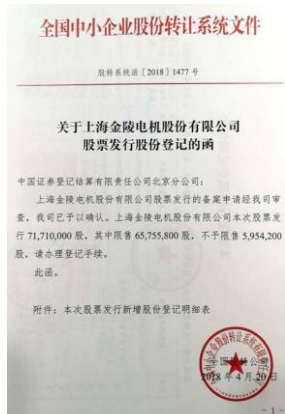 全国中小企业股份转让系统文件
股转系统函〔2018〕1477号
关于上海金陵电机股份有限公司
股票发行股份登记的函
中国证券登记结算有限责任公司北京分公司：
上海金陵电机股份有限公司股票发行的备案申请经我司审
查，我司已予以确认。上海金陵电机股份有限公司本次股票发
行71,710,000股，其中限售65,755,800股，不予限售5,954,200
股。请办理登记手续。
此函。
附件：本次股票发行新增股份登记明细表
2018年4月20日
- 1 -